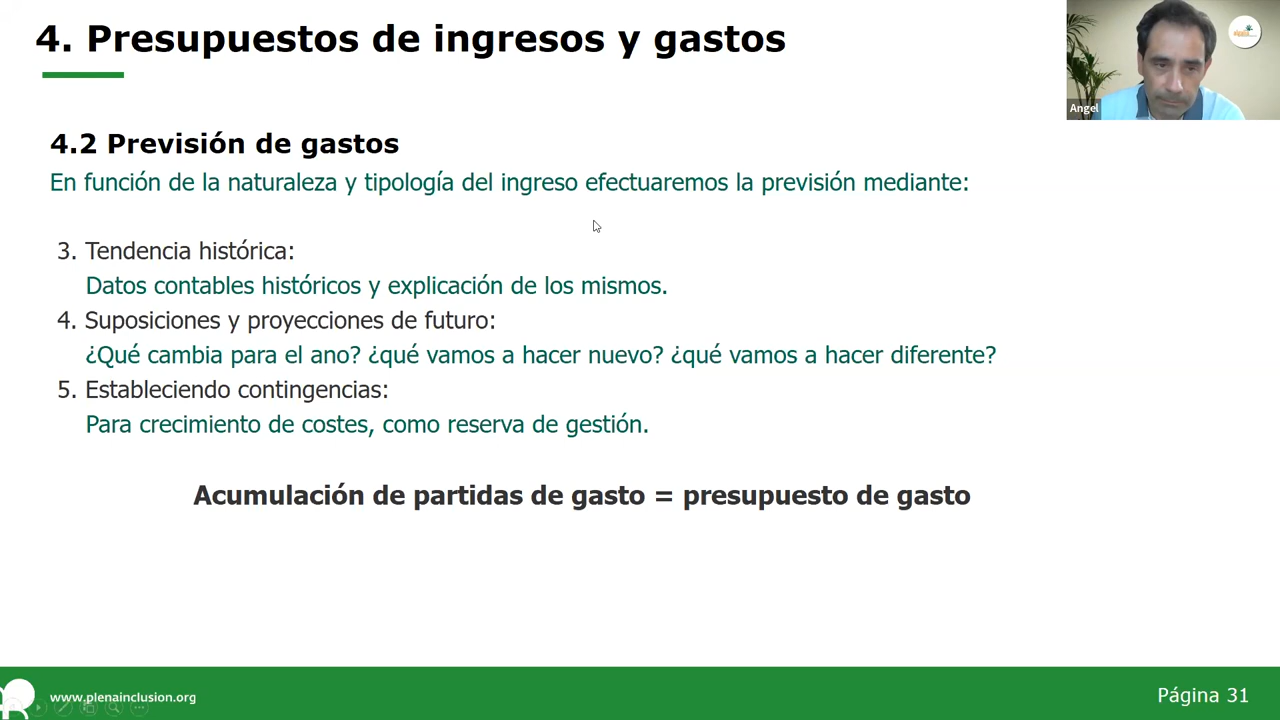 4. Presupuestos de ingresos y gastos
Angel
4.2 Previsión de gastos
En función de la naturaleza y tipología del ingreso efectuaremos la previsión mediante:
3. Tendencia histórica:
Datos contables históricos y explicación de los mismos.
4. Suposiciones y proyecciones de futuro:
¿Qué cambia para el ano? ¿qué vamos a hacer nuevo? ¿qué vamos a hacer diferente?
5. Estableciendo contingencias:
Para crecimiento de costes, como reserva de gestión.
Acumulación de partidas de gasto = presupuesto de gasto
www.plenainclusion.org
Página 31